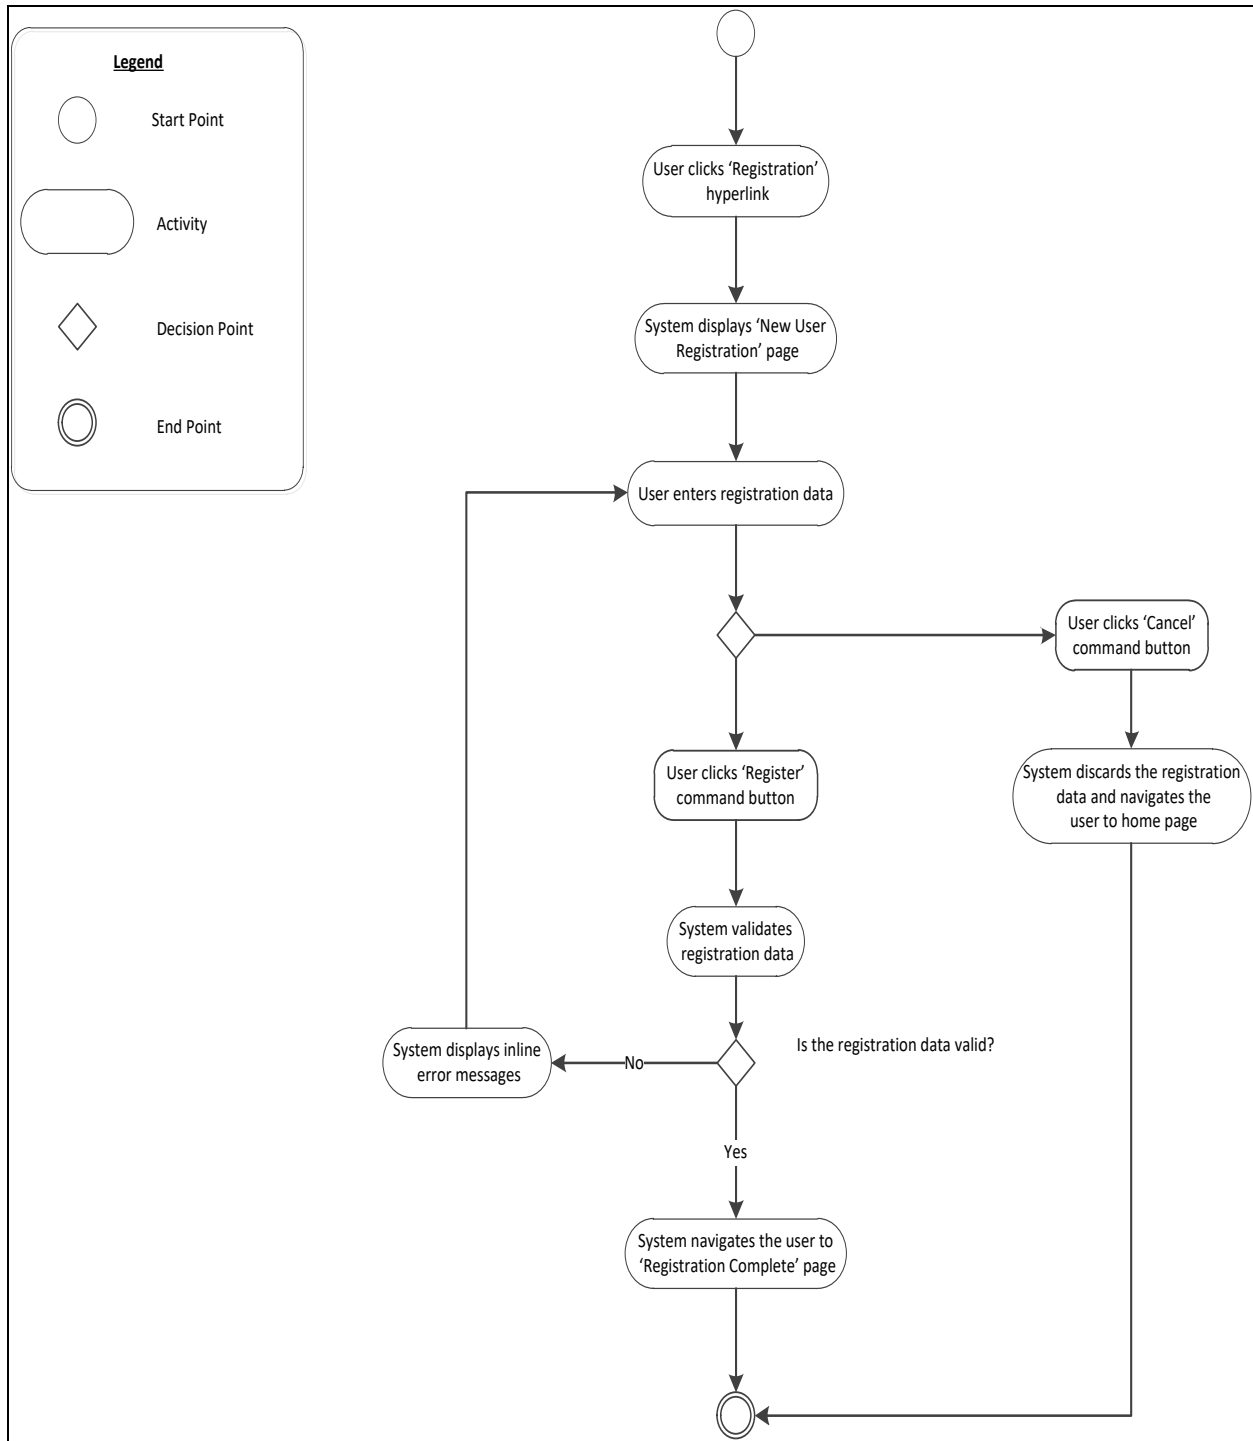 Legend
Start Point
Activity
Decision Point
End Point
User clicks ‘Registration’
hyperlink
System displays ‘New User
Registration’ page
User enters registration data
User clicks ‘Cancel’
command button
User clicks ‘Register’
command button
System discards the registration
data and navigates the
user to home page
System validates
registration data
Is the registration data valid?
System displays inline
error messages
No
Yes
System navigates the user to
‘Registration Complete’ page